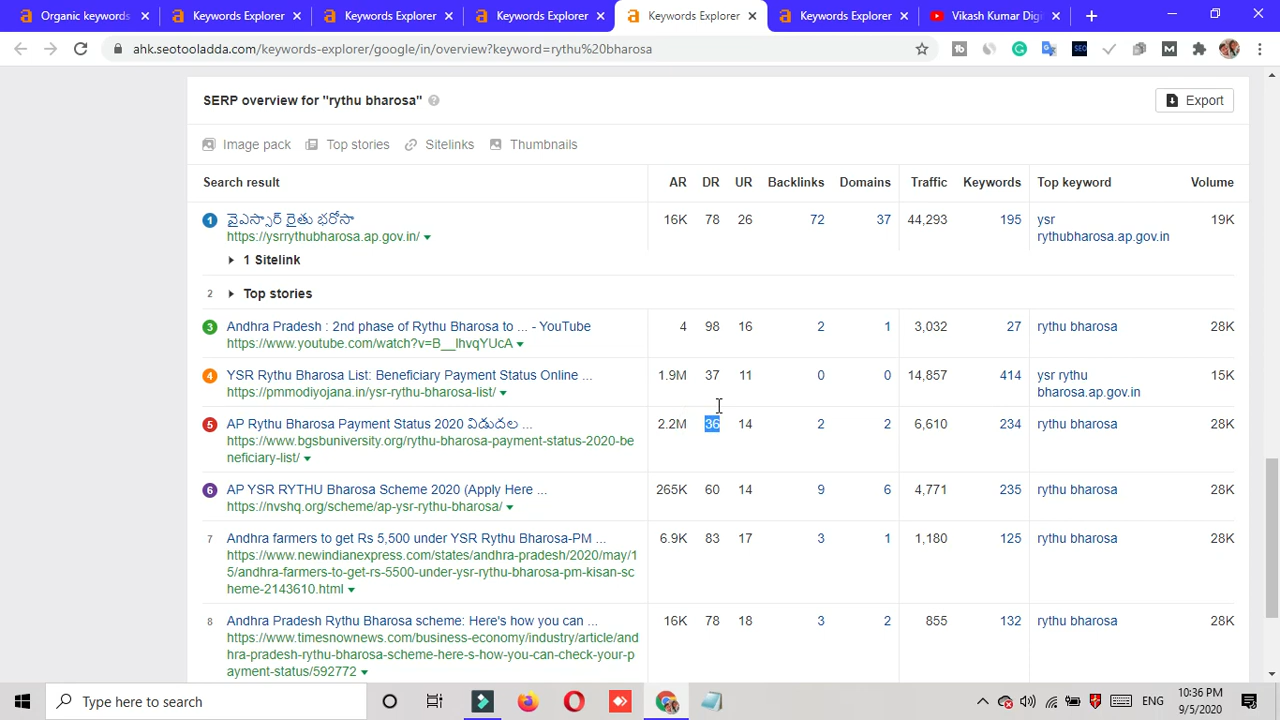 Organic keywords
Keywords Explorer
Keywords Explorer
Keywords Explorer
Keywords Explorer
Keywords Explorer
Vikash Kumar Digi
ahk.seotooladda.com/keywords-explorer/google/in/overview?keyword=rythu%20bharosa
SERP overview for "rythu bharosa" ?
Export
Image pack Top stories Sitelinks Thumbnails
Search result AR DR UR Backlinks Domains Traffic Keywords Top keyword Volume
1 వైఎస్సార్ రైతు భరోసా 16K 78 26 72 37 44,293 195 ysr 19K
https://ysrrythubharosa.ap.gov.in/ rythubharosa.ap.gov.in
1 Sitelink
2 Top stories
3 Andhra Pradesh : 2nd phase of Rythu Bharosa to ... - YouTube 4 98 16 2 1 3,032 27 rythu bharosa 28K
https://www.youtube.com/watch?v=B__lhvqYUcA
4 YSR Rythu Bharosa List: Beneficiary Payment Status Online ... 1.9M 37 11 0 0 14,857 414 ysr rythu 15K
https://pmmodiyojana.in/ysr-rythu-bharosa-list/ bharosa.ap.gov.in
5 AP Rythu Bharosa Payment Status 2020 విడుదల ... 2.2M 36 14 2 2 6,610 234 rythu bharosa 28K
https://www.bgsbuniversity.org/rythu-bharosa-payment-status-2020-be
neficiary-list/
6 AP YSR RYTHU Bharosa Scheme 2020 (Apply Here ... 265K 60 14 9 6 4,771 235 rythu bharosa 28K
https://nvshq.org/scheme/ap-ysr-rythu-bharosa/
7 Andhra farmers to get Rs 5,500 under YSR Rythu Bharosa-PM ... 6.9K 83 17 3 1 1,180 125 rythu bharosa 28K
https://www.newindianexpress.com/states/andhra-pradesh/2020/may/1
5/andhra-farmers-to-get-rs-5500-under-ysr-rythu-bharosa-pm-kisan-sc
heme-2143610.html
8 Andhra Pradesh Rythu Bharosa scheme: Here's how you can ... 16K 78 18 3 2 855 132 rythu bharosa 28K
https://www.timesnownews.com/business-economy/industry/article/and
hra-pradesh-rythu-bharosa-scheme-here-s-how-you-can-check-your-p
ayment-status/592772
Type here to search
ENG
10:36 PM
9/5/2020